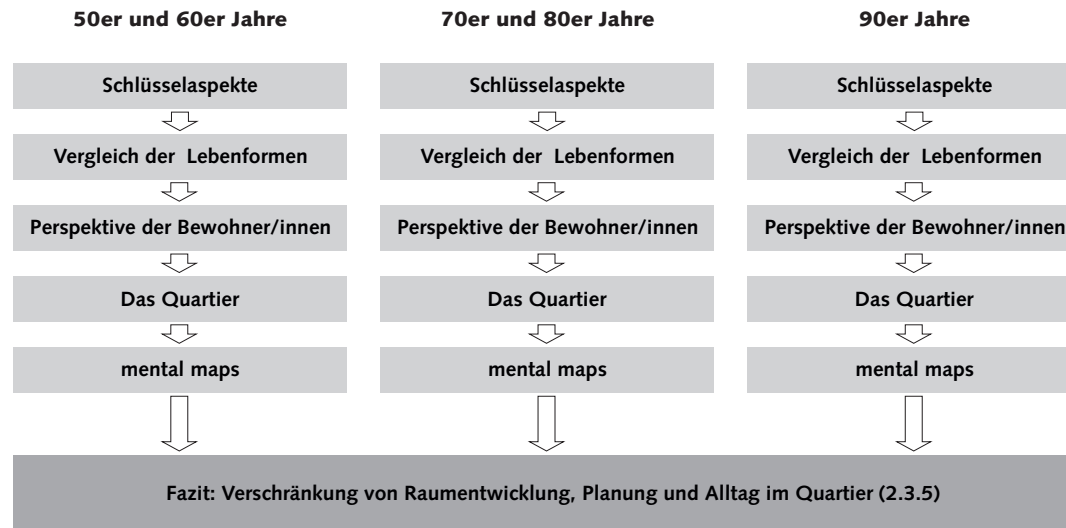 50er und 60er Jahre
70er und 80er Jahre
90er Jahre
Schlüsselaspekte
Schlüsselaspekte
Schlüsselaspekte
Vergleich der Lebenformen
Vergleich der Lebenformen
Vergleich der Lebenformen
Perspektive der Bewohner/innen
Perspektive der Bewohner/innen
Perspektive der Bewohner/innen
Das Quartier
Das Quartier
Das Quartier
mental maps
mental maps
mental maps
Fazit: Verschränkung von Raumentwicklung, Planung und Alltag im Quartier (2.3.5)